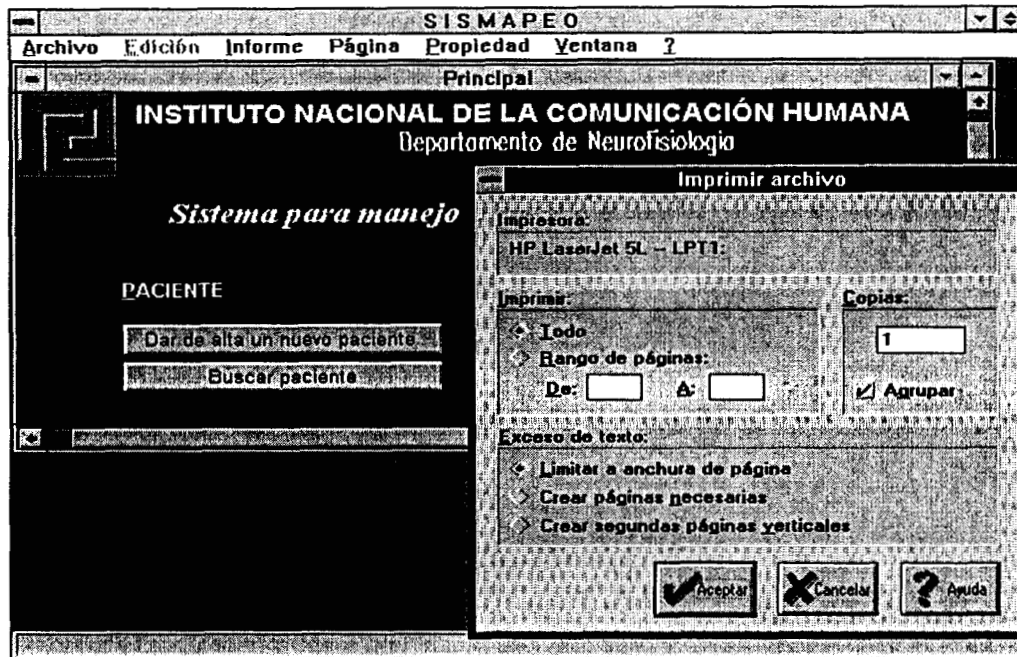 SISMAPEO
Archivo Edición Informe Página Propiedad Ventana ?
Principal
INSTITUTO NACIONAL DE LA COMUNICACIÓN HUMANA
Departamento de Neurofisiologia
Sistema para manejo
PACIENTE
Dar de alta un nuevo paciente
Buscar paciente
Imprimir archivo
Impresora:
HP LaserJet 5L -- LPT1:
Imprimir:
Todo
Rango de páginas:
De: A:
Copias:
1
Agrupar
Exceso de texto:
Limitar a anchura de página
Crear páginas necesarias
Crear segundas páginas verticales
Aceptar Cancelar Ayuda